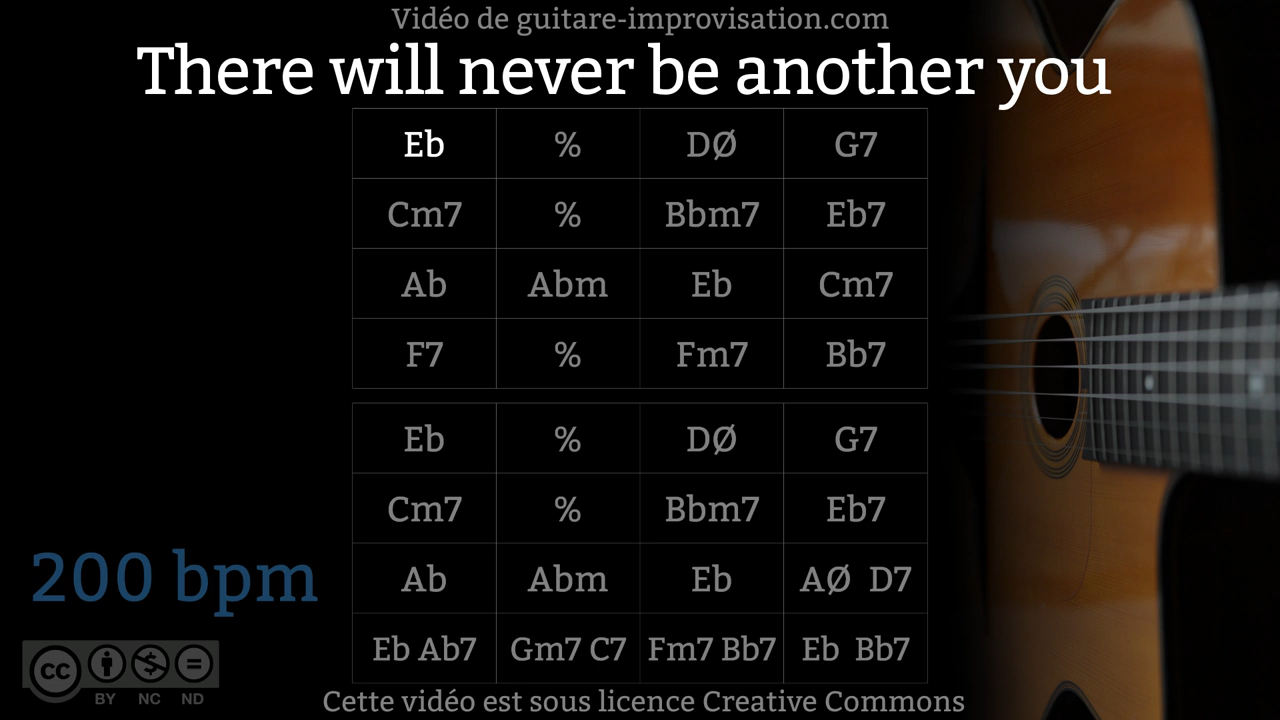 Vidéo de guitare-improvisation.com
There will never be another you
Eb % DØ G7
Cm7 % Bbm7 Eb7
Ab Abm Eb Cm7
F7 % Fm7 Bb7
Eb % DØ G7
Cm7 % Bbm7 Eb7
Ab Abm Eb AØ D7
Eb Ab7 Gm7 C7 Fm7 Bb7 Eb Bb7
200 bpm
cc
BY NC ND
Cette vidéo est sous licence Creative Commons